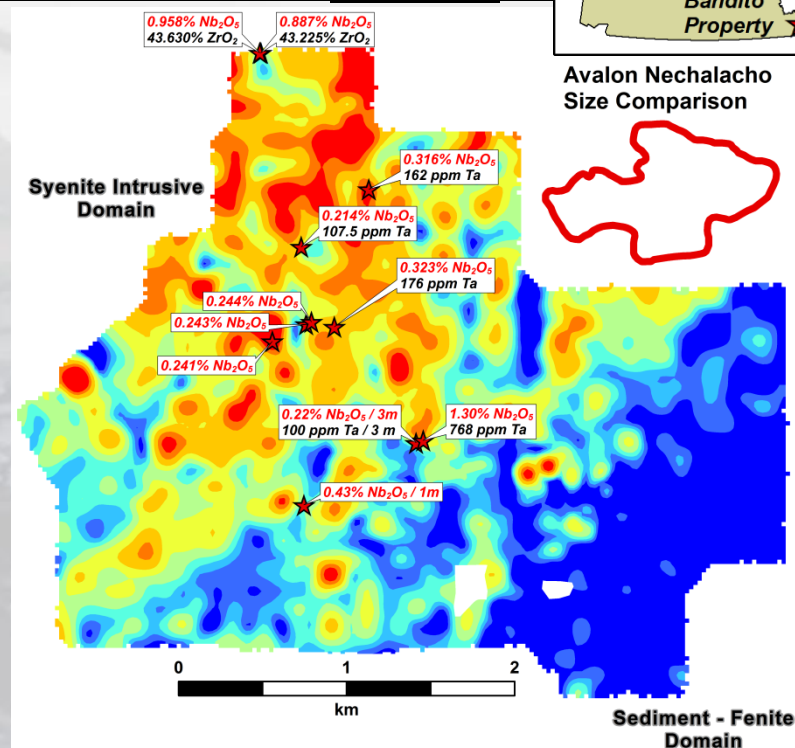 Bandito
Property
0.958% Nb₂O₅
43.630% ZrO₂
0.887% Nb₂O₅
43.225% ZrO₂
Avalon Nechalacho
Size Comparison
0.316% Nb₂O₅
162 ppm Ta
Syenite Intrusive
Domain
0.214% Nb₂O₅
107.5 ppm Ta
0.323% Nb₂O₅
176 ppm Ta
0.244% Nb₂O₅
0.243% Nb₂O₅
0.241% Nb₂O₅
0.22% Nb₂O₅ / 3m
100 ppm Ta / 3 m
1.30% Nb₂O₅
768 ppm Ta
0.43% Nb₂O₅ / 1m
0 1 2
km
Sediment - Fenite
Domain